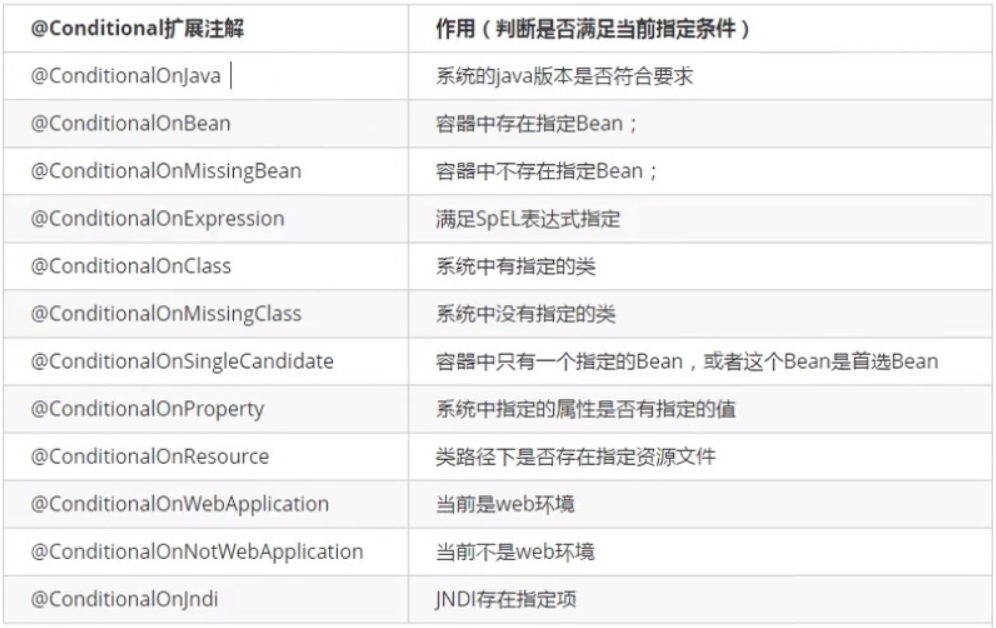 @Conditional扩展注解 作用（判断是否满足当前指定条件）
@ConditionalOnJava 系统的java版本是否符合要求
@ConditionalOnBean 容器中存在指定Bean；
@ConditionalOnMissingBean 容器中不存在指定Bean；
@ConditionalOnExpression 满足SpEL表达式指定
@ConditionalOnClass 系统中有指定的类
@ConditionalOnMissingClass 系统中没有指定的类
@ConditionalOnSingleCandidate 容器中只有一个指定的Bean，或者这个Bean是首选Bean
@ConditionalOnProperty 系统中指定的属性是否有指定的值
@ConditionalOnResource 类路径下是否存在指定资源文件
@ConditionalOnWebApplication 当前是web环境
@ConditionalOnNotWebApplication 当前不是web环境
@ConditionalOnJndi JNDI存在指定项